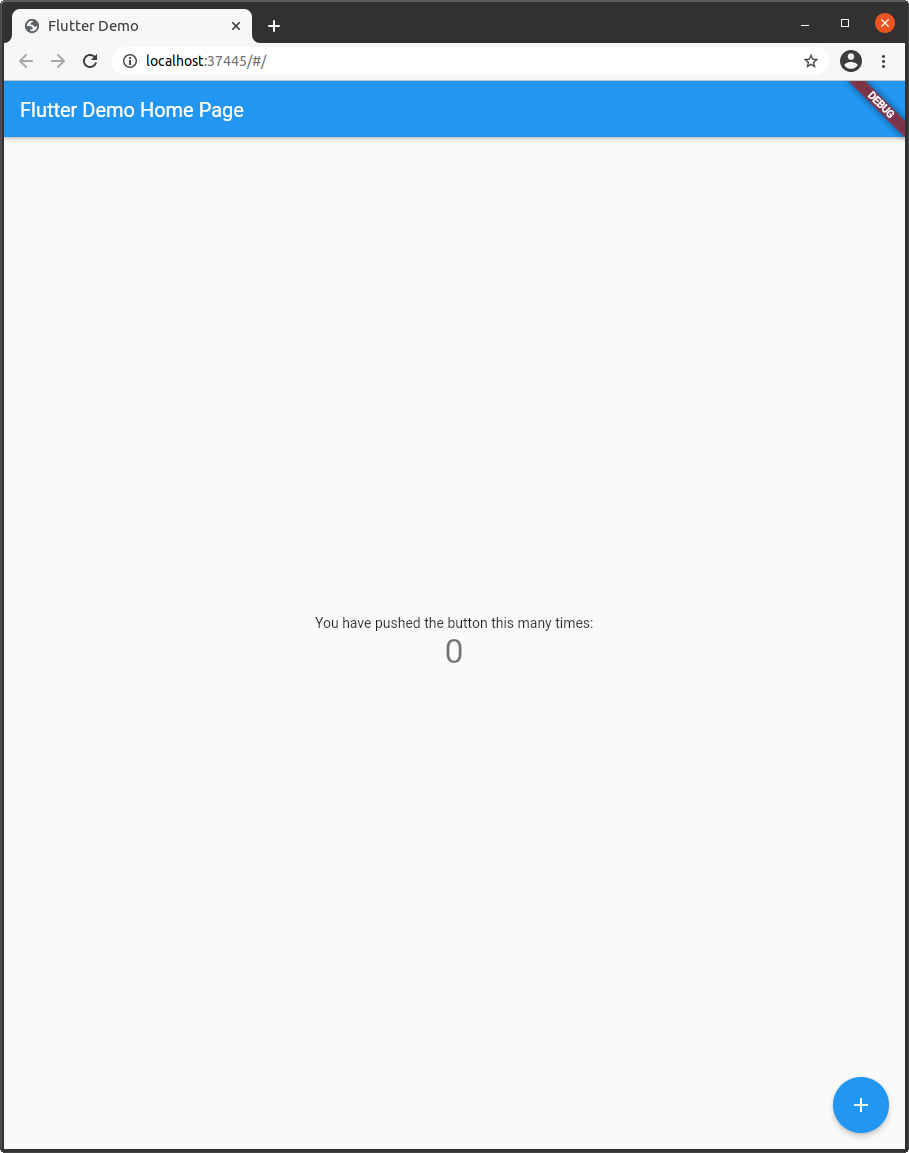 Flutter Demo
localhost:37445/#/
Flutter Demo Home Page
DEBUG
You have pushed the button this many times:
0